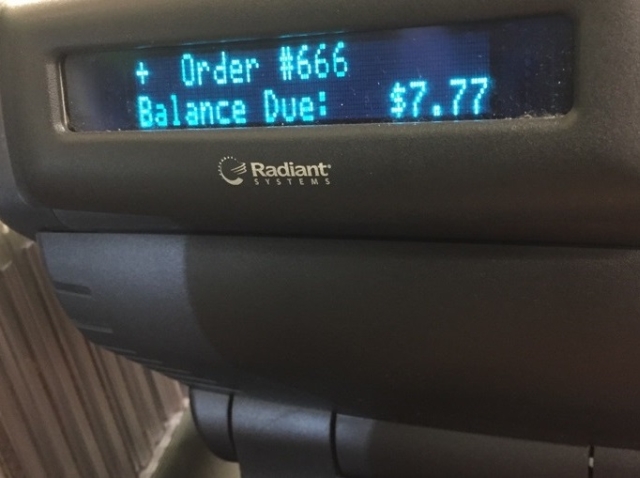 + Order #666
Balance Due: $7.77
Radiant
SYSTEMS